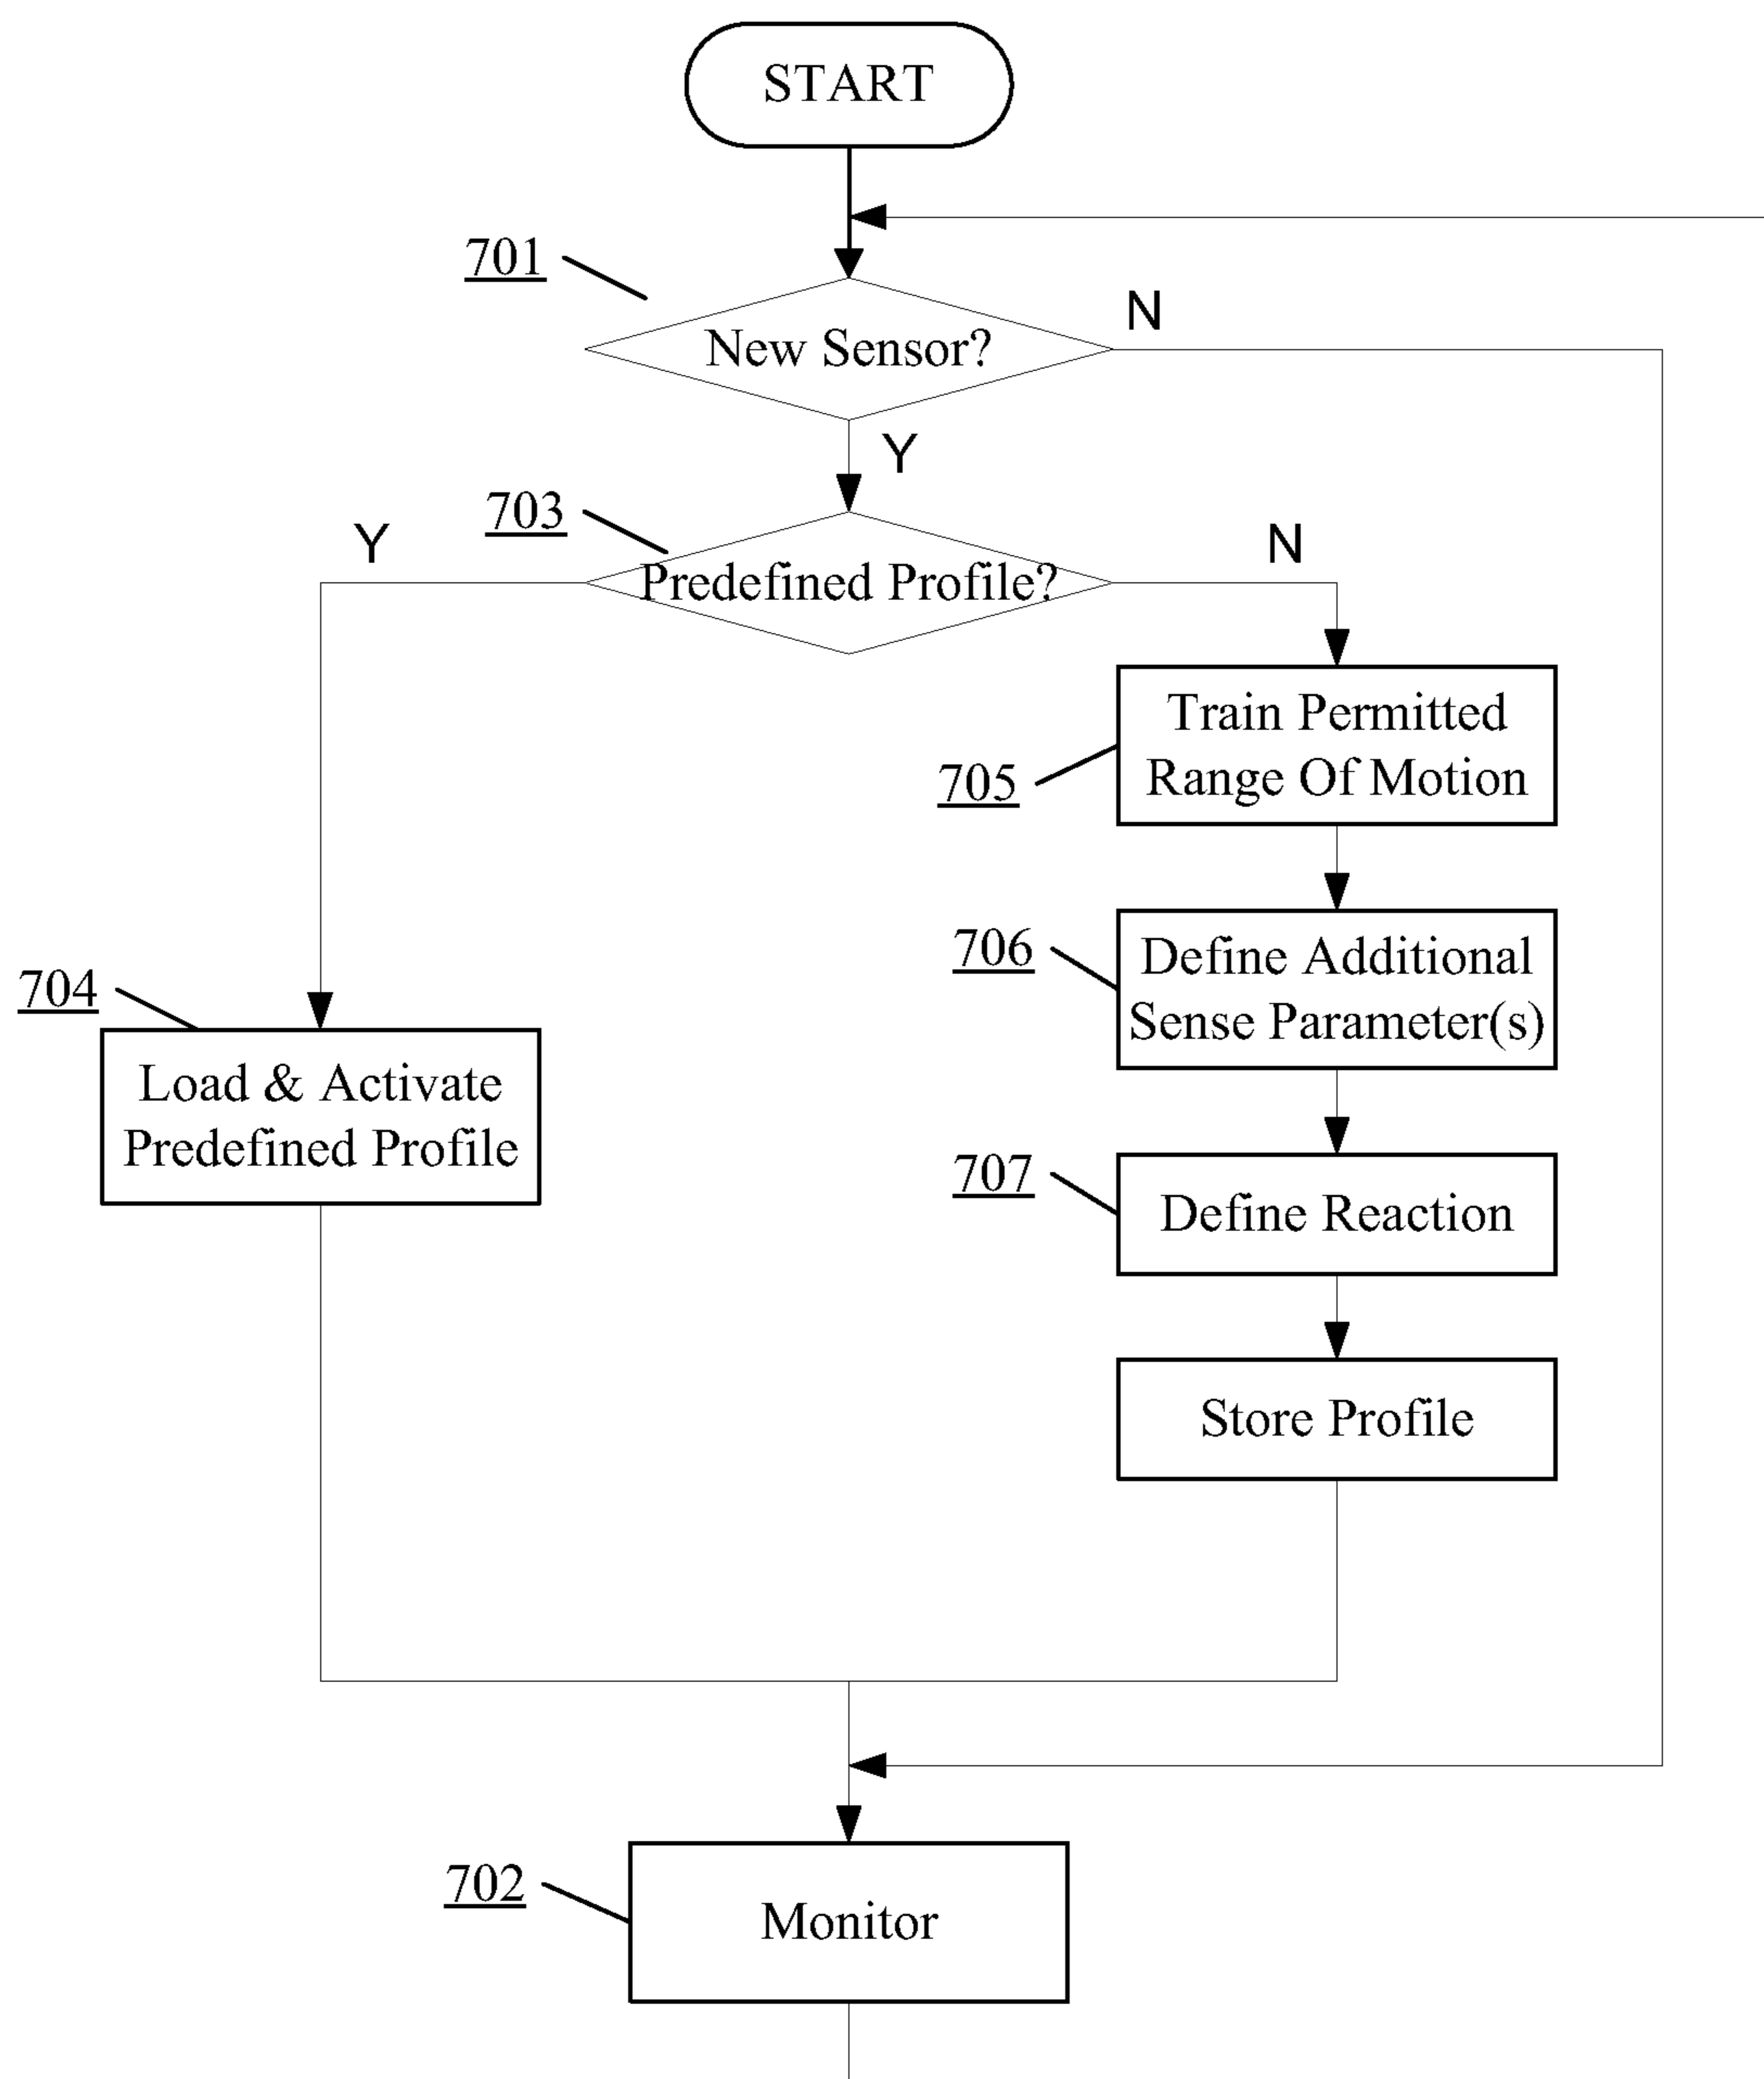 START
701
New Sensor?
N
Y
703
Predefined Profile?
Y
N
Train Permitted
Range Of Motion
705
706
Define Additional
Sense Parameter(s)
704
Load & Activate
Predefined Profile
707
Define Reaction
Store Profile
702
Monitor